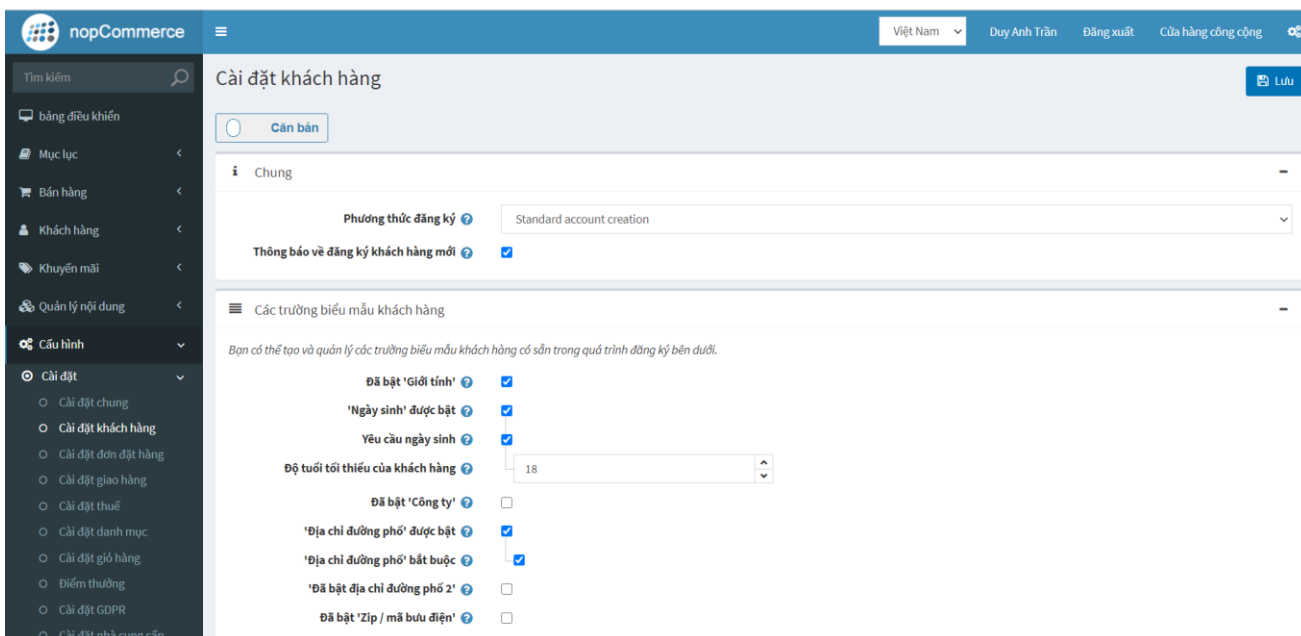 nopCommerce
Việt Nam
Duy Anh Trần
Đăng xuất
Cửa hàng công cộng
Tìm kiếm
Cài đặt khách hàng
Lưu
bảng điều khiển
Mục lục
Bán hàng
Khách hàng
Khuyến mãi
Quản lý nội dung
Cấu hình
Cài đặt
Cài đặt chung
Cài đặt khách hàng
Cài đặt đơn đặt hàng
Cài đặt giao hàng
Cài đặt thuế
Cài đặt danh mục
Cài đặt giỏ hàng
Điểm thưởng
Cài đặt GDPR
Cài đặt nhà cung cấp
Căn bản
Chung
Phương thức đăng ký
Standard account creation
Thông báo về đăng ký khách hàng mới
Các trường biểu mẫu khách hàng
Bạn có thể tạo và quản lý các trường biểu mẫu khách hàng có sẵn trong quá trình đăng ký bên dưới.
Đã bật 'Giới tính'
'Ngày sinh' được bật
Yêu cầu ngày sinh
Độ tuổi tối thiểu của khách hàng
18
Đã bật 'Công ty'
'Địa chỉ đường phố' được bật
'Địa chỉ đường phố' bắt buộc
'Đã bật địa chỉ đường phố 2'
Đã bật 'Zip / mã bưu điện'